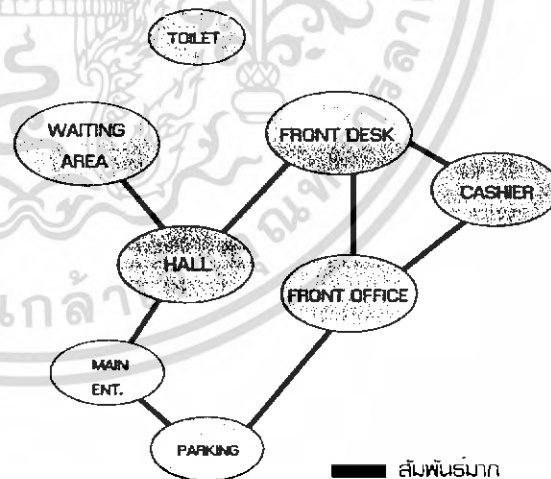 TOILET
WAITING
AREA
FRONT DESK
CASHIER
HALL
FRONT OFFICE
MAIN
ENT.
PARKING
สัมพันธ์มาก